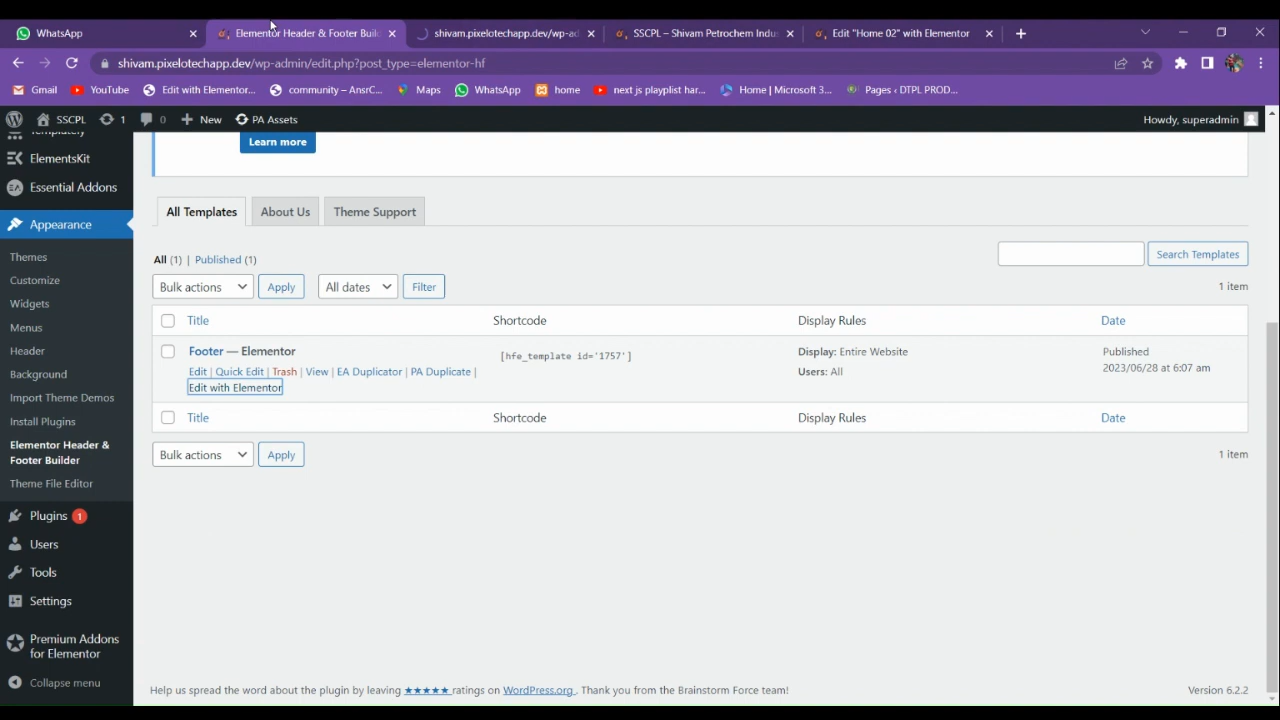 WhatsApp
Elementor Header & Footer Buil
shivam.pixelotechapp.dev/wp-ad
SSCPL – Shivam Petrochem Indu
Edit "Home 02" with Elementor
shivam.pixelotechapp.dev/wp-admin/edit.php?post_type=elementor-hf
Gmail
YouTube
Edit with Elementor...
community – AnsrC...
Maps
WhatsApp
home
next js playlist har...
Home | Microsoft 3...
Pages ‹ DTPL PROD...
SSCPL
1
0
New
PA Assets
Howdy, superadmin
Templately
ElementsKit
Essential Addons
Appearance
Themes
Customize
Widgets
Menus
Header
Background
Import Theme Demos
Install Plugins
Elementor Header &
Footer Builder
Theme File Editor
Plugins 1
Users
Tools
Settings
Premium Addons
for Elementor
Collapse menu
Learn more
All Templates
About Us
Theme Support
All (1) | Published (1)
Search Templates
Bulk actions
Apply
All dates
Filter
1 item
Title
Shortcode
Display Rules
Date
Footer — Elementor
[hfe_template id='1757']
Display: Entire Website
Users: All
Published
2023/06/28 at 6:07 am
Edit | Quick Edit | Trash | View | EA Duplicator | PA Duplicate |
Edit with Elementor
Title
Shortcode
Display Rules
Date
Bulk actions
Apply
1 item
Help us spread the word about the plugin by leaving ★★★★★ ratings on WordPress.org . Thank you from the Brainstorm Force team!
Version 6.2.2